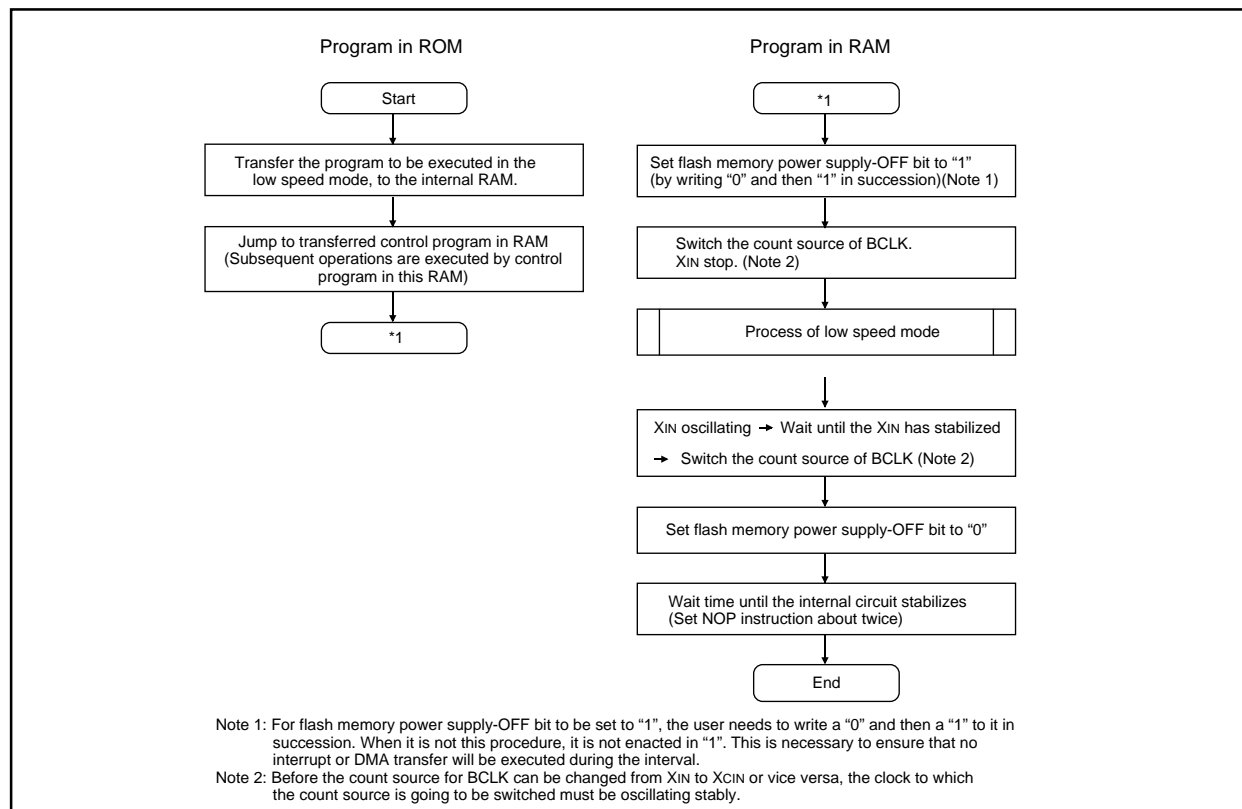 Program in ROM
Start
Transfer the program to be executed in the
low speed mode, to the internal RAM.
Jump to transferred control program in RAM
(Subsequent operations are executed by control
program in this RAM)
*1
Program in RAM
*1
Set flash memory power supply-OFF bit to “1”
(by writing “0” and then “1” in succession)(Note 1)
Switch the count source of BCLK.
XIN stop. (Note 2)
Process of low speed mode
XIN oscillating → Wait until the XIN has stabilized
→ Switch the count source of BCLK (Note 2)
Set flash memory power supply-OFF bit to “0”
Wait time until the internal circuit stabilizes
(Set NOP instruction about twice)
End
Note 1: For flash memory power supply-OFF bit to be set to “1”, the user needs to write a “0” and then a “1” to it in
succession. When it is not this procedure, it is not enacted in “1”. This is necessary to ensure that no
interrupt or DMA transfer will be executed during the interval.
Note 2: Before the count source for BCLK can be changed from XIN to XCIN or vice versa, the clock to which
the count source is going to be switched must be oscillating stably.